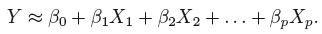 Y ≈ β₀ + β₁X₁ + β₂X₂ + … + βₚXₚ.